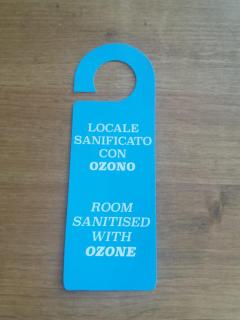 LOCALE
SANIFICATO
CON
OZONO
ROOM
SANITISED
WITH
OZONE